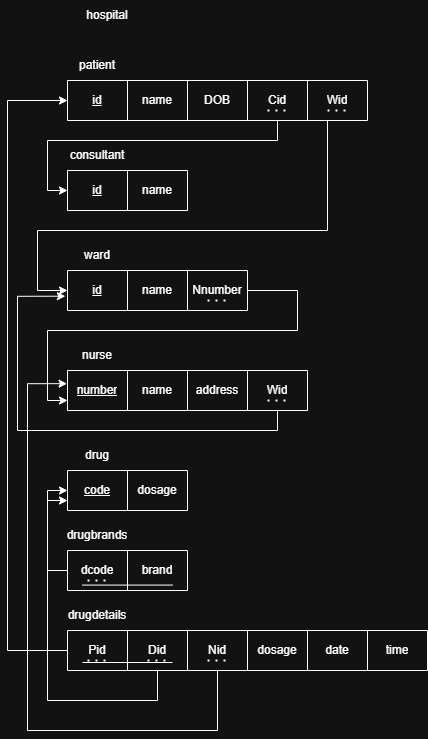 hospital
patient
id name DOB Cid Wid
consultant
id name
ward
id name Nnumber
nurse
number name address Wid
drug
code dosage
drugbrands
dcode brand
drugdetails
Pid Did Nid dosage date time